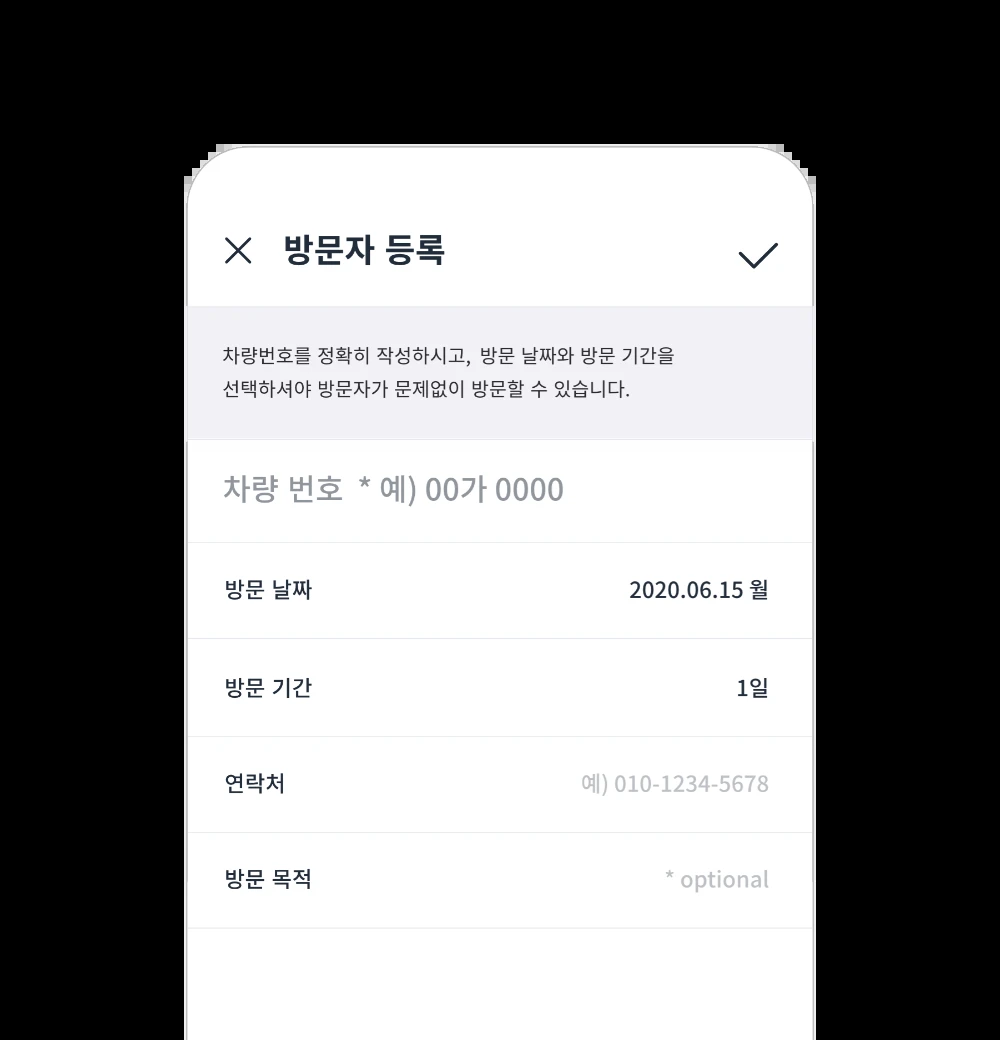 방문자 등록
차량번호를 정확히 작성하시고, 방문 날짜와 방문 기간을
선택하셔야 방문자가 문제없이 방문할 수 있습니다.
차량 번호 * 예) 00가 0000
방문 날짜 2020.06.15 월
방문 기간 1일
연락처 예) 010-1234-5678
방문 목적 * optional